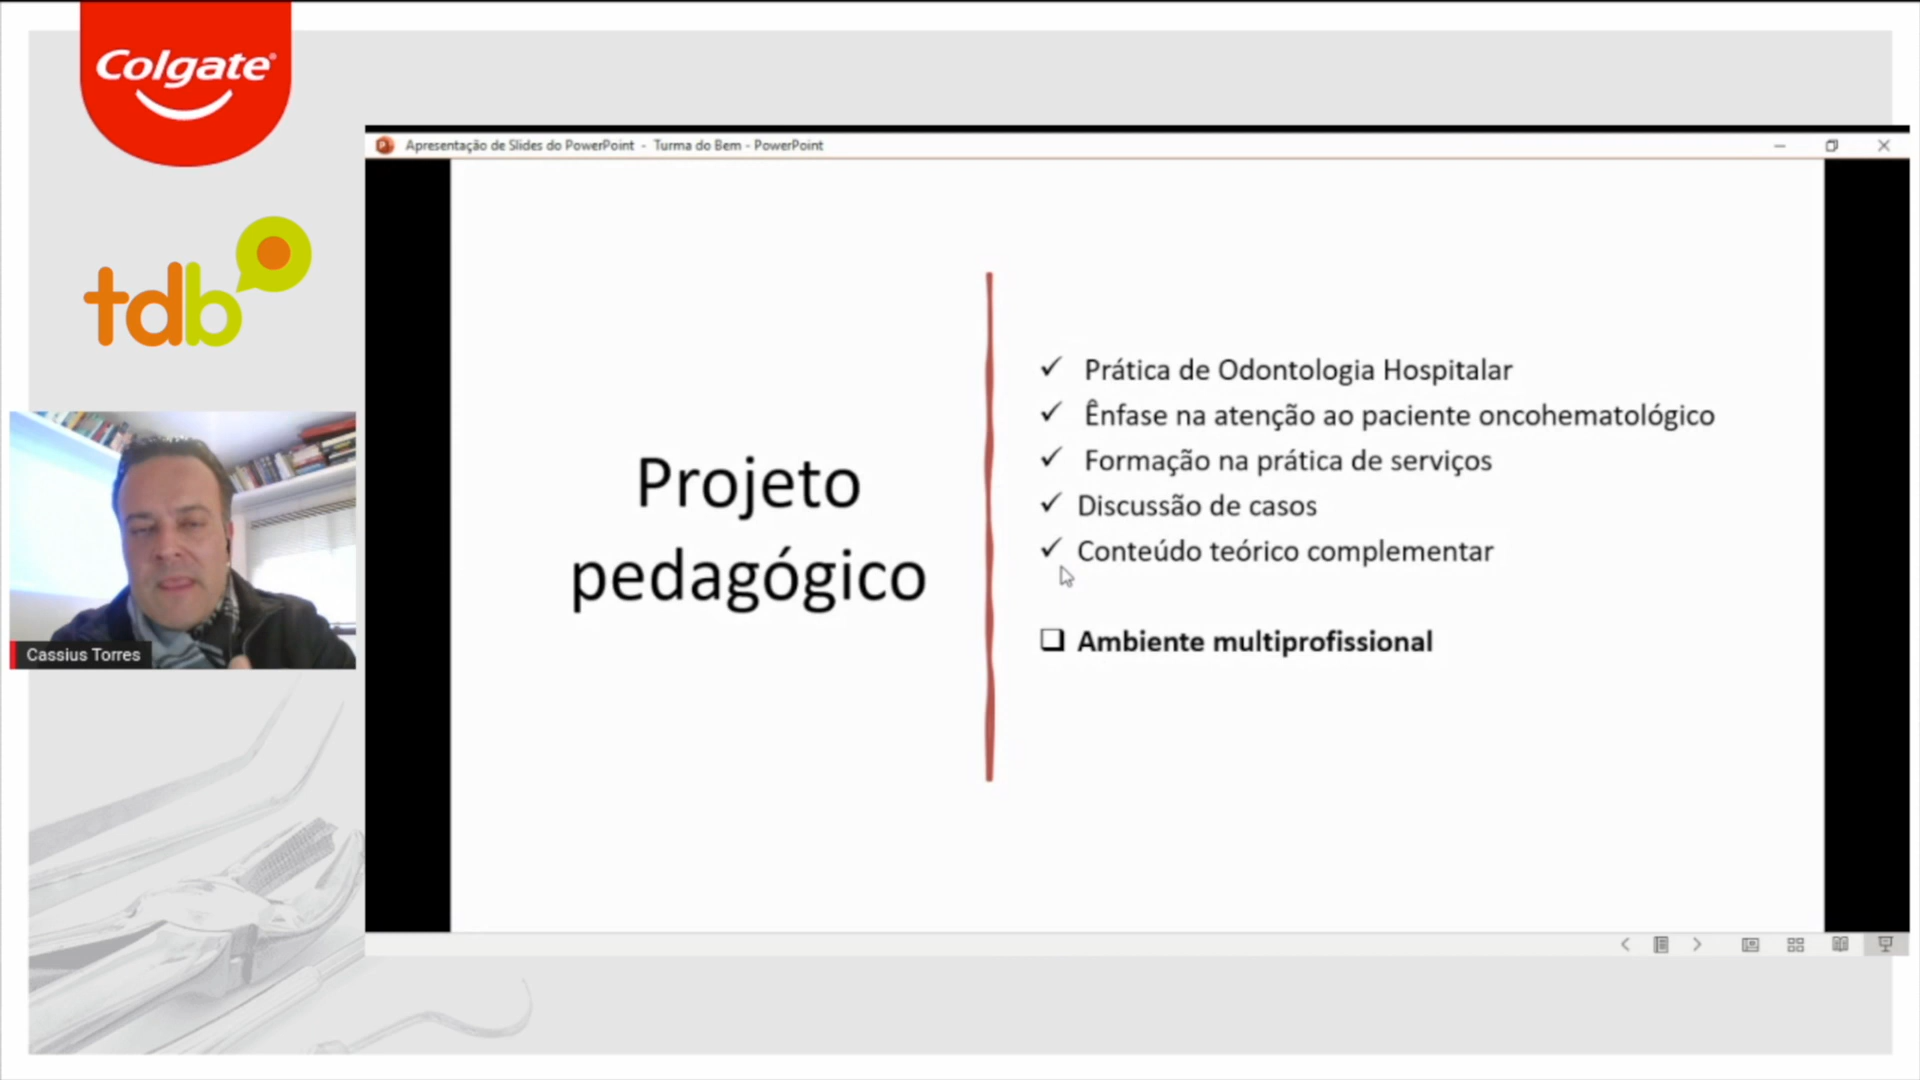 Colgate
tdb
Apresentação de Slides do PowerPoint - Turma do Bem - PowerPoint
Projeto
pedagógico
✓ Prática de Odontologia Hospitalar
✓ Ênfase na atenção ao paciente oncohematológico
✓ Formação na prática de serviços
✓ Discussão de casos
✓ Conteúdo teórico complementar
❑ Ambiente multiprofissional
Cassius Torres